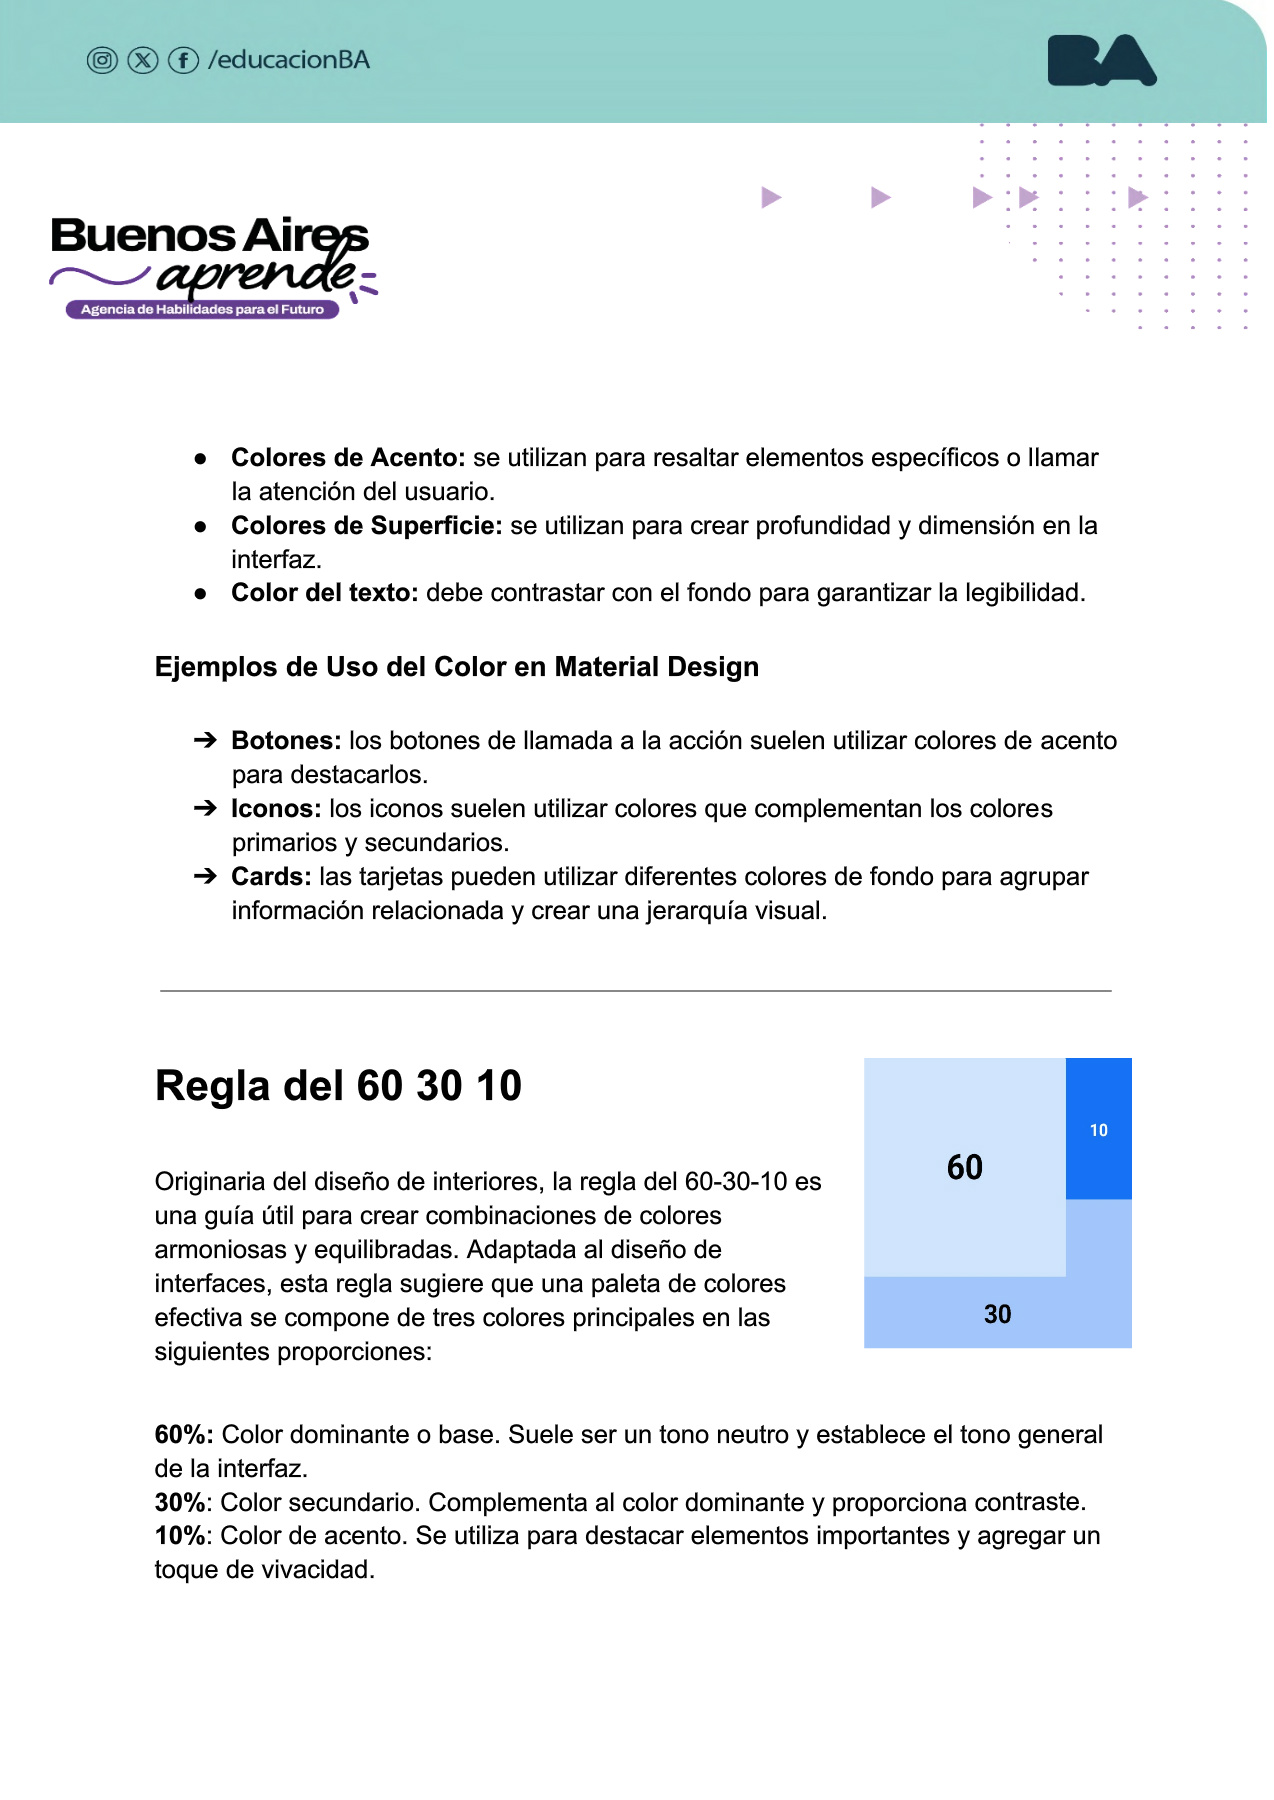 /educacionBA
BA
Buenos Aires
aprende
Agencia de Habilidades para el Futuro
● Colores de Acento: se utilizan para resaltar elementos específicos o llamar
la atención del usuario.
● Colores de Superficie: se utilizan para crear profundidad y dimensión en la
interfaz.
● Color del texto: debe contrastar con el fondo para garantizar la legibilidad.
Ejemplos de Uso del Color en Material Design
➔ Botones: los botones de llamada a la acción suelen utilizar colores de acento
para destacarlos.
➔ Iconos: los iconos suelen utilizar colores que complementan los colores
primarios y secundarios.
➔ Cards: las tarjetas pueden utilizar diferentes colores de fondo para agrupar
información relacionada y crear una jerarquía visual.
Regla del 60 30 10
Originaria del diseño de interiores, la regla del 60-30-10 es
una guía útil para crear combinaciones de colores
armoniosas y equilibradas. Adaptada al diseño de
interfaces, esta regla sugiere que una paleta de colores
efectiva se compone de tres colores principales en las
siguientes proporciones:
60
10
30
60%: Color dominante o base. Suele ser un tono neutro y establece el tono general
de la interfaz.
30%: Color secundario. Complementa al color dominante y proporciona contraste.
10%: Color de acento. Se utiliza para destacar elementos importantes y agregar un
toque de vivacidad.